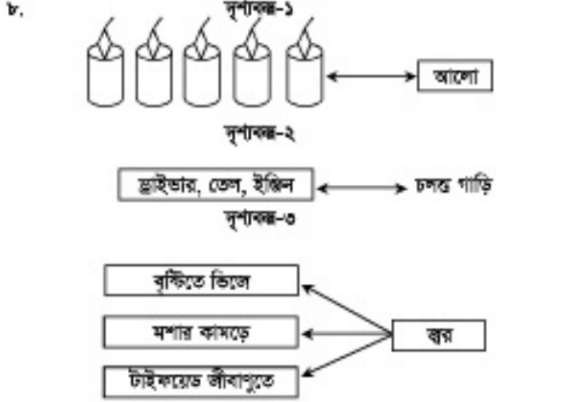 ৮.
দৃশ্যকল্প-১
আলো
দৃশ্যকল্প-২
ড্রাইভার, তেল, ইঞ্জিন
চলন্ত গাড়ি
দৃশ্যকল্প-৩
বৃষ্টিতে ভিজে
মশার কামড়ে
জ্বর
টাইফয়েড জীবাণুতে